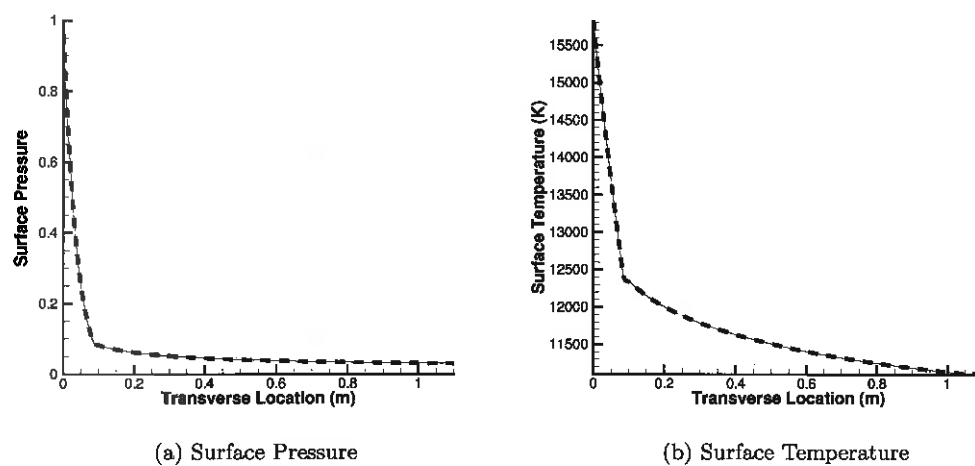 1
0.8
0.6
0.4
0.2
0
Surface Pressure
0 0.2 0.4 0.6 0.8 1
Transverse Location (m)
(a) Surface Pressure
15500
15000
14500
14000
13500
13000
12500
12000
11500
Surface Temperature (K)
0 0.2 0.4 0.6 0.8 1
Transverse Location (m)
(b) Surface Temperature